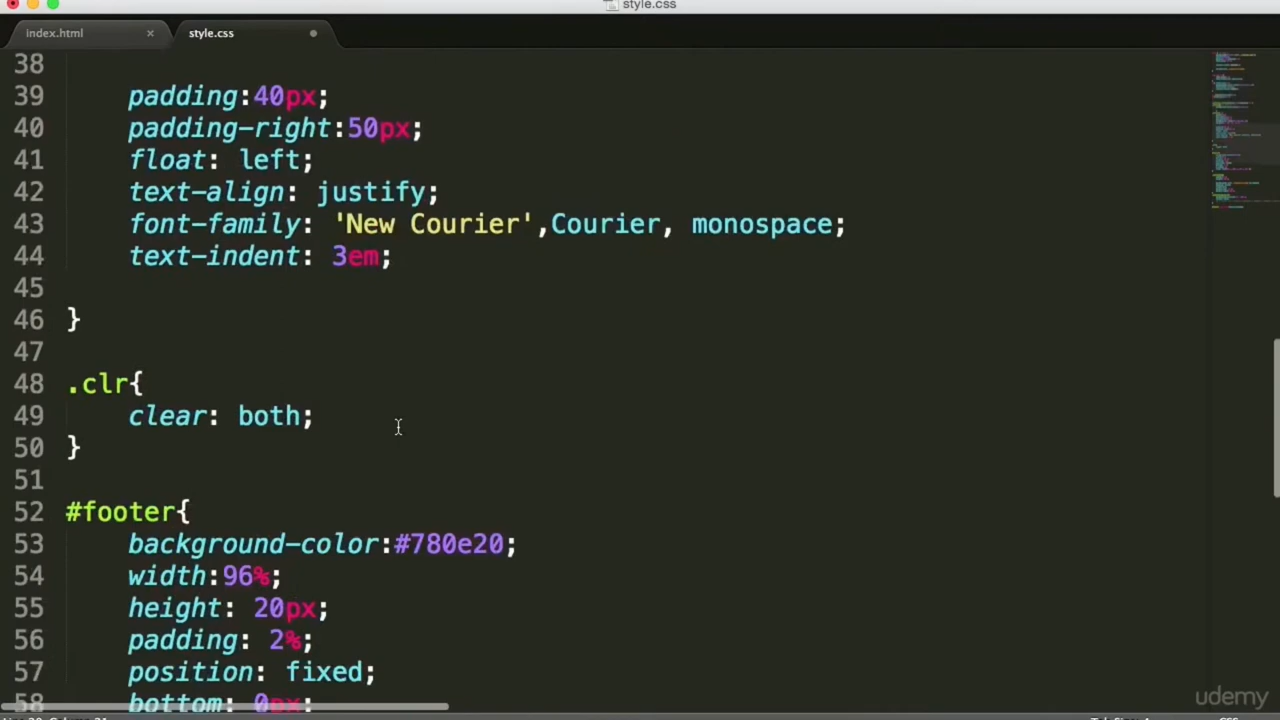 style.css
index.html ×
style.css
38
39 padding:40px;
40 padding-right:50px;
41 float: left;
42 text-align: justify;
43 font-family: 'New Courier',Courier, monospace;
44 text-indent: 3em;
45
46 }
47
48 .clr{
49 clear: both;
50 }
51
52 #footer{
53 background-color:#780e20;
54 width:96%;
55 height: 20px;
56 padding: 2%;
57 position: fixed;
58 bottom: 0px;
udemy